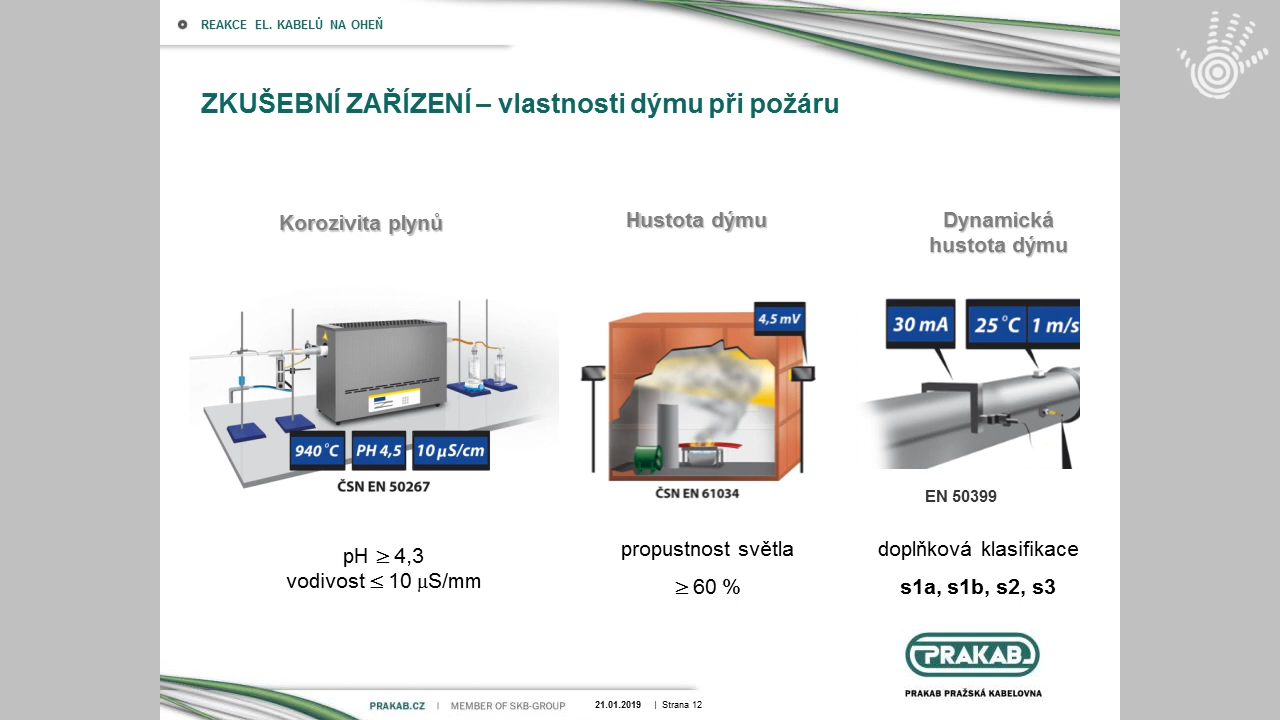 REAKCE EL. KABELŮ NA OHEŇ
ZKUŠEBNÍ ZAŘÍZENÍ – vlastnosti dýmu při požáru
Korozivita plynů
940°C
PH 4,5
10 µS/cm
ČSN EN 50267
pH ≥ 4,3
vodivost ≤ 10 µS/mm
Hustota dýmu
4,5 mV
ČSN EN 61034
propustnost světla
≥ 60 %
Dynamická
hustota dýmu
30 mA
25°C
1 m/s
EN 50399
doplňková klasifikace
s1a, s1b, s2, s3
PRAKAB
PRAKAB PRAŽSKÁ KABELOVNA
PRAKAB.CZ | MEMBER OF SKB-GROUP
21.01.2019 | Strana 12